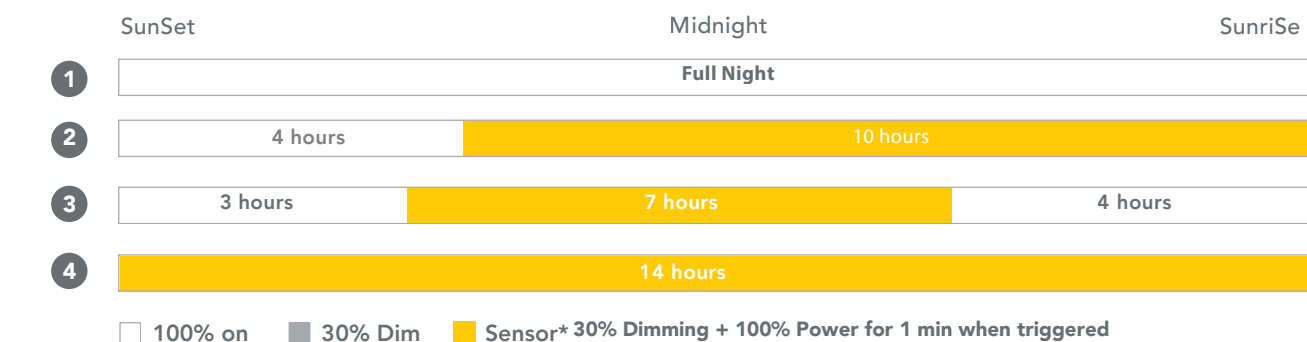 SunSet Midnight SunriSe
1 Full Night
2 4 hours 10 hours
3 3 hours 7 hours 4 hours
4 14 hours
100% on 30% Dim Sensor* 30% Dimming + 100% Power for 1 min when triggered